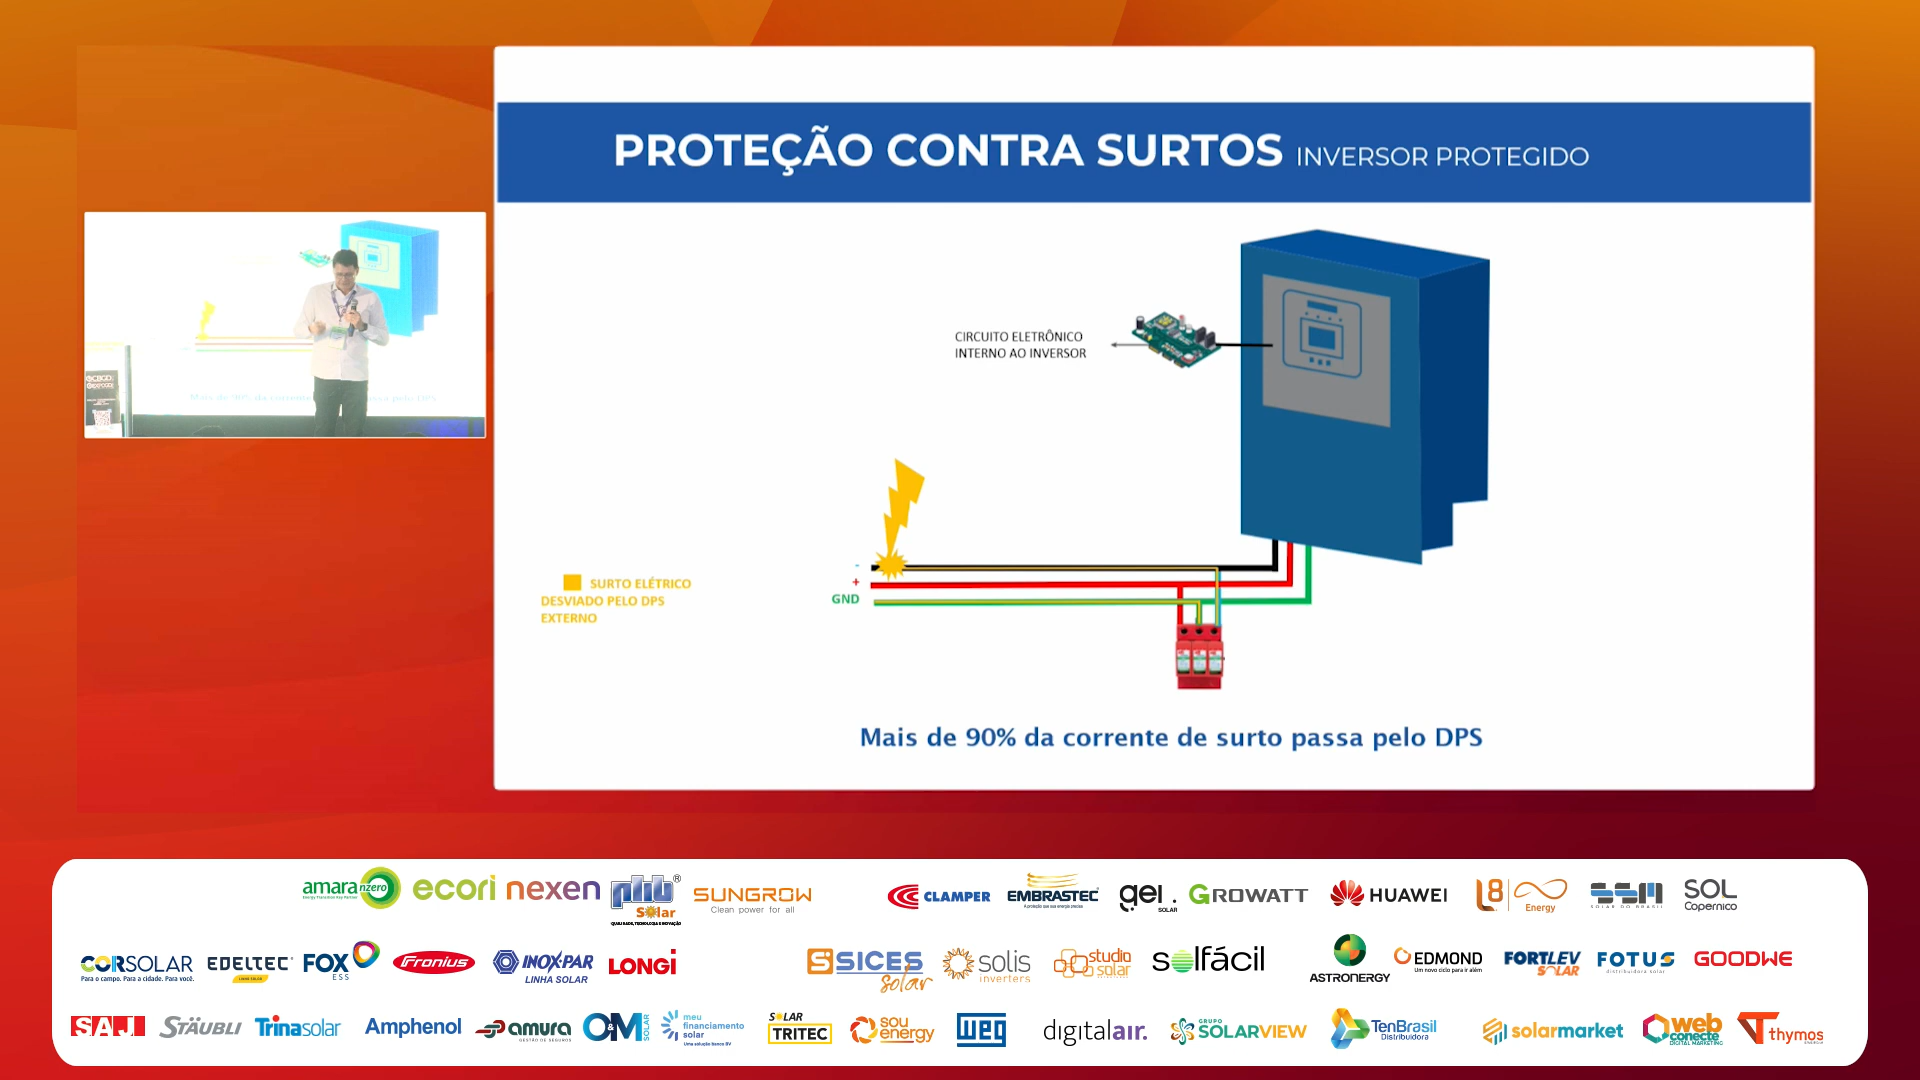 PROTEÇÃO CONTRA SURTOS INVERSOR PROTEGIDO
CIRCUITO ELETRÔNICO
INTERNO AO INVERSOR
-
+
GND
SURTO ELÉTRICO
DESVIADO PELO DPS
EXTERNO
Mais de 90% da corrente de surto passa pelo DPS
amara nzero
ecori
nexen
phb
Solar
SUNGROW
Clean power for all
CLAMPER
EMBRASTEC
gel.
SOLAR
GROWATT
HUAWEI
L8
Energy
SSM
SOLAR DO BRASIL
SOL
Copernico
CORSOLAR
Para o campo. Para a cidade. Para você.
EDELTEC
FOX
ESS
Fronius
INOX-PAR
LINHA SOLAR
LONGi
SICES
solar
solis
inverters
studio
solar
solfácil
ASTRONERGY
EDMOND
Um novo ciclo para ir além
FORTLEV
SOLAR
FOTUS
distribuidora solar
GOODWE
SAJ
STÄUBLI
Trinasolar
Amphenol
amura
GESTÃO DE SEGUROS
O&M
SOLAR
meu
financiamento
solar
Uma solução banco BV
SOLAR
TRITEC
sou
energy
WEG
digitalair.
GRUPO
SOLARVIEW
TenBrasil
Distribuidora
solarmarket
web
conecte
DIGITAL MARKETING
thymos